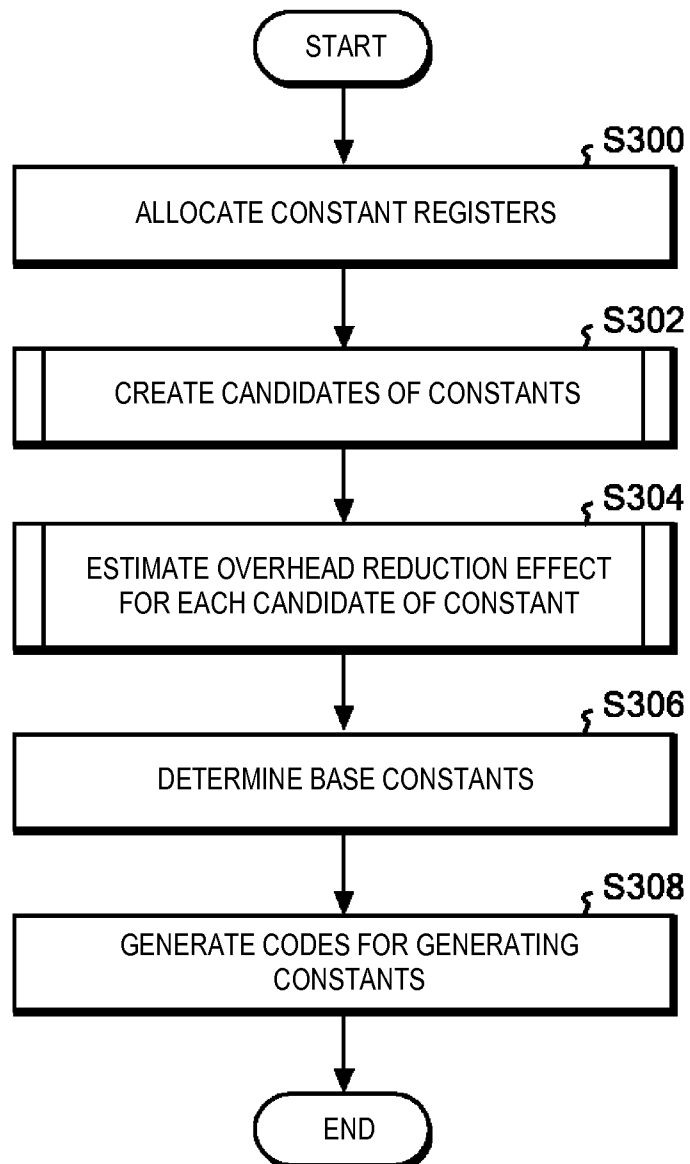 START
S300
ALLOCATE CONSTANT REGISTERS
S302
CREATE CANDIDATES OF CONSTANTS
S304
ESTIMATE OVERHEAD REDUCTION EFFECT
FOR EACH CANDIDATE OF CONSTANT
S306
DETERMINE BASE CONSTANTS
S308
GENERATE CODES FOR GENERATING
CONSTANTS
END